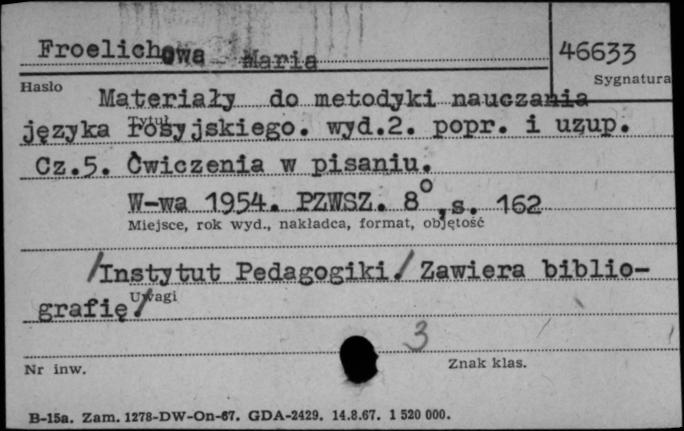 Froelichowa Maria
46633
Hasło
Sygnatura
Materiały do metodyki nauczania
języka rosyjskiego. wyd.2. popr. i uzup.
Tytuł
Cz.5. Ćwiczenia w pisaniu.
W-wa 1954. PZWSZ. 8°, s. 162
Miejsce, rok wyd., nakładca, format, objętość
/Instytut Pedagogiki/ Zawiera biblio-
grafię/
Uwagi
3
Nr inw.
Znak klas.
B-15a. Zam. 1278-DW-On-67. GDA-2429. 14.8.67. 1 520 000.